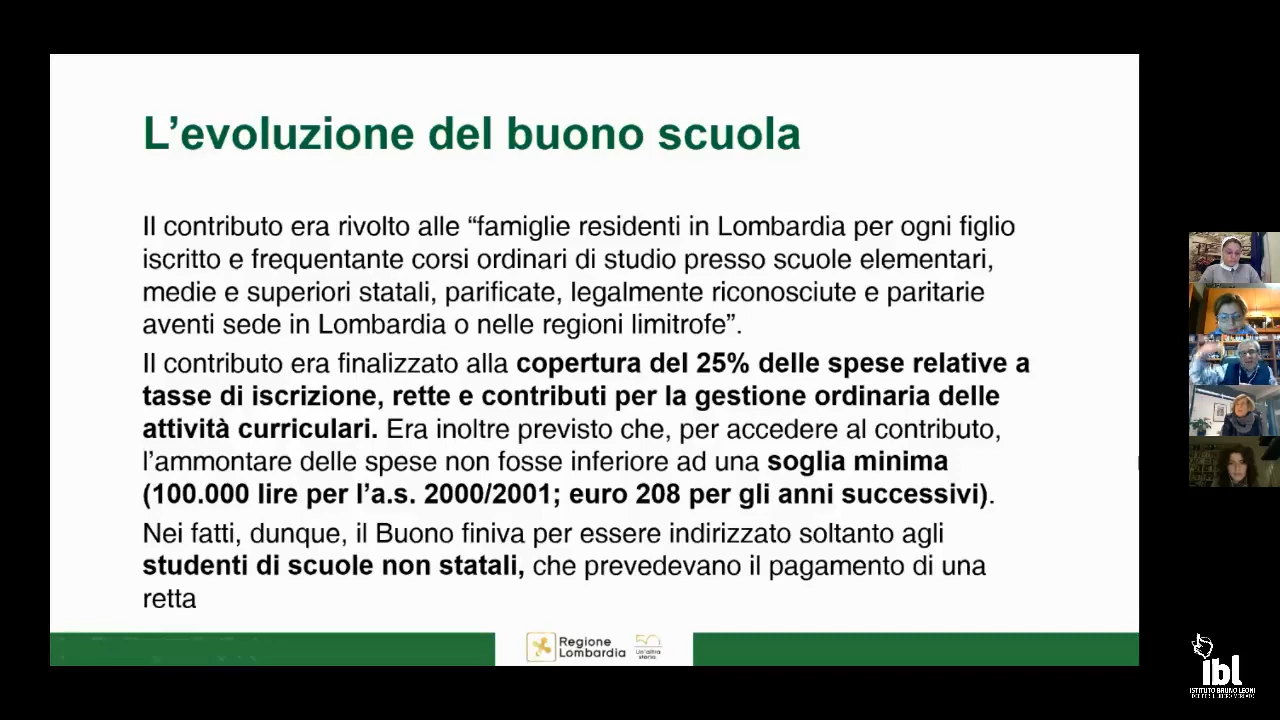 L’evoluzione del buono scuola
Il contributo era rivolto alle “famiglie residenti in Lombardia per ogni figlio
iscritto e frequentante corsi ordinari di studio presso scuole elementari,
medie e superiori statali, parificate, legalmente riconosciute e paritarie
aventi sede in Lombardia o nelle regioni limitrofe”.
Il contributo era finalizzato alla copertura del 25% delle spese relative a
tasse di iscrizione, rette e contributi per la gestione ordinaria delle
attività curriculari. Era inoltre previsto che, per accedere al contributo,
l’ammontare delle spese non fosse inferiore ad una soglia minima
(100.000 lire per l’a.s. 2000/2001; euro 208 per gli anni successivi).
Nei fatti, dunque, il Buono finiva per essere indirizzato soltanto agli
studenti di scuole non statali, che prevedevano il pagamento di una
retta
Regione
Lombardia
50
Un'altra
storia
ibl
ISTITUTO BRUNO LEONI